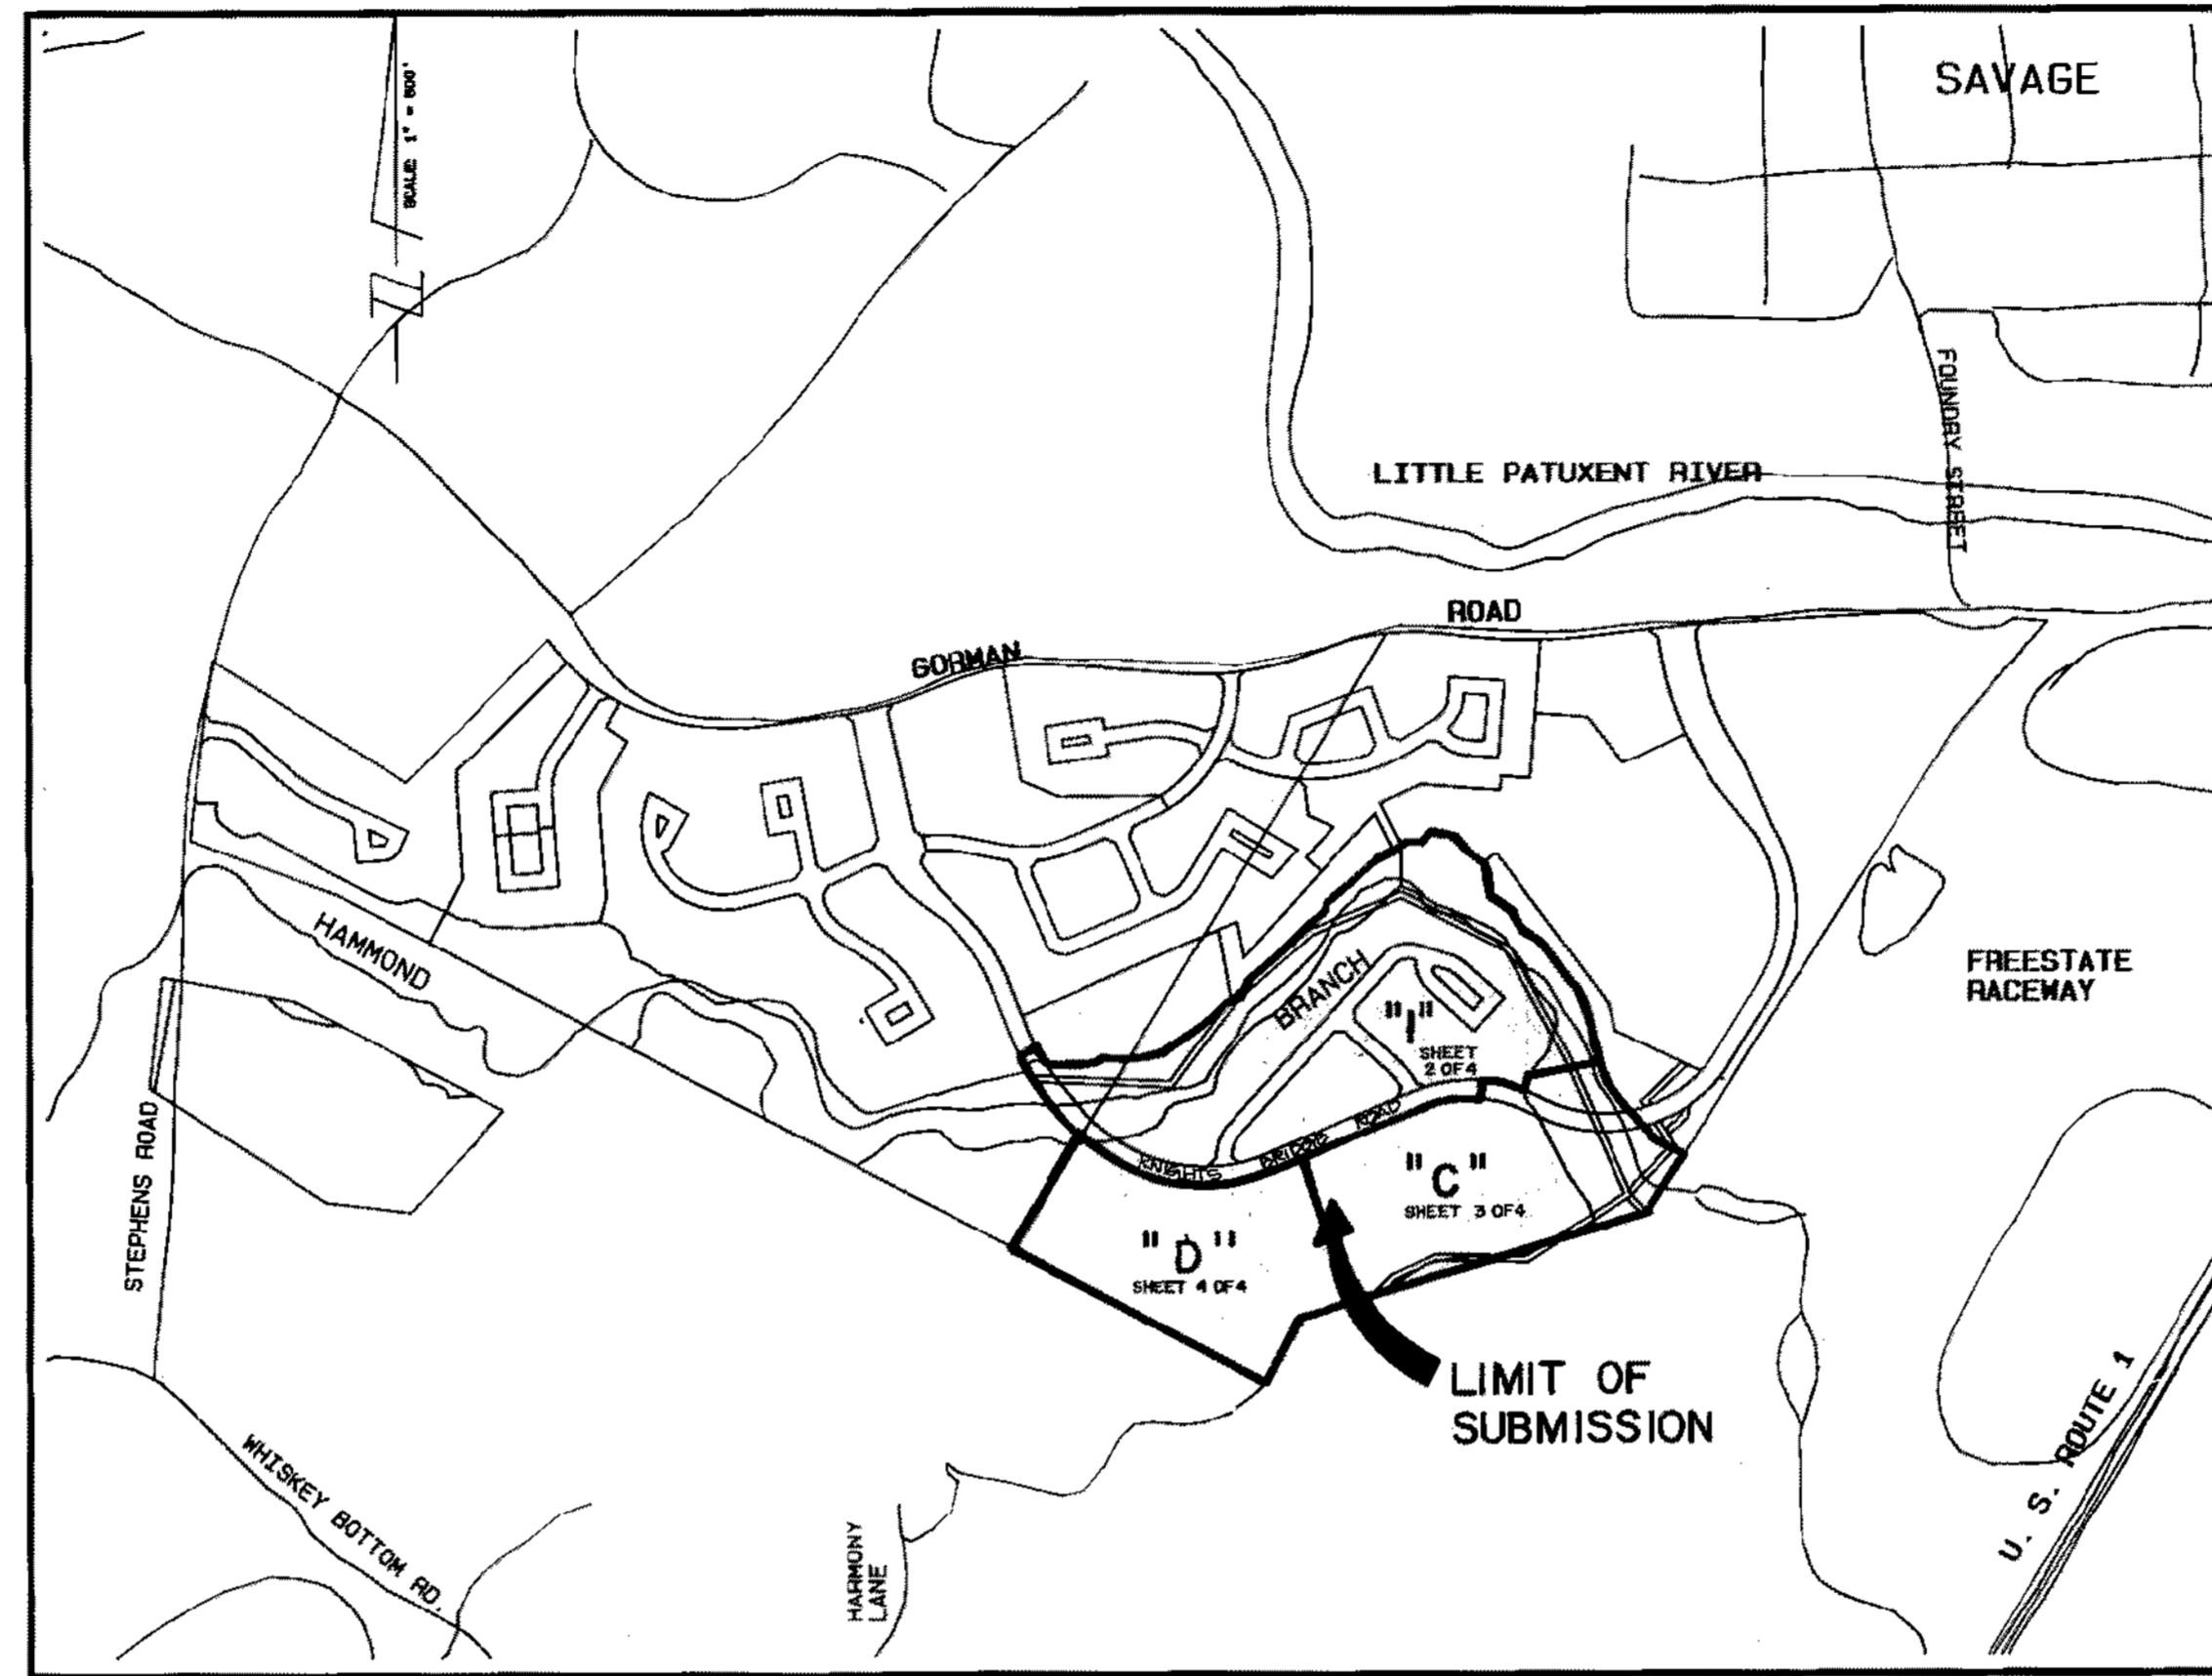 SCALE 1" = 600'
SAVAGE
FOUNDRY STREET
LITTLE PATUXENT RIVER
ROAD
GORMAN
HAMMOND
BRANCH
FREESTATE
RACEWAY
"I"
SHEET
2 OF 4
STEPHENS ROAD
KNIGHTS BRIDGE ROAD
"C"
SHEET 3 OF 4
"D"
SHEET 4 OF 4
LIMIT OF
SUBMISSION
U. S. ROUTE 1
WHISKEY BOTTOM RD.
HARMONY
LANE